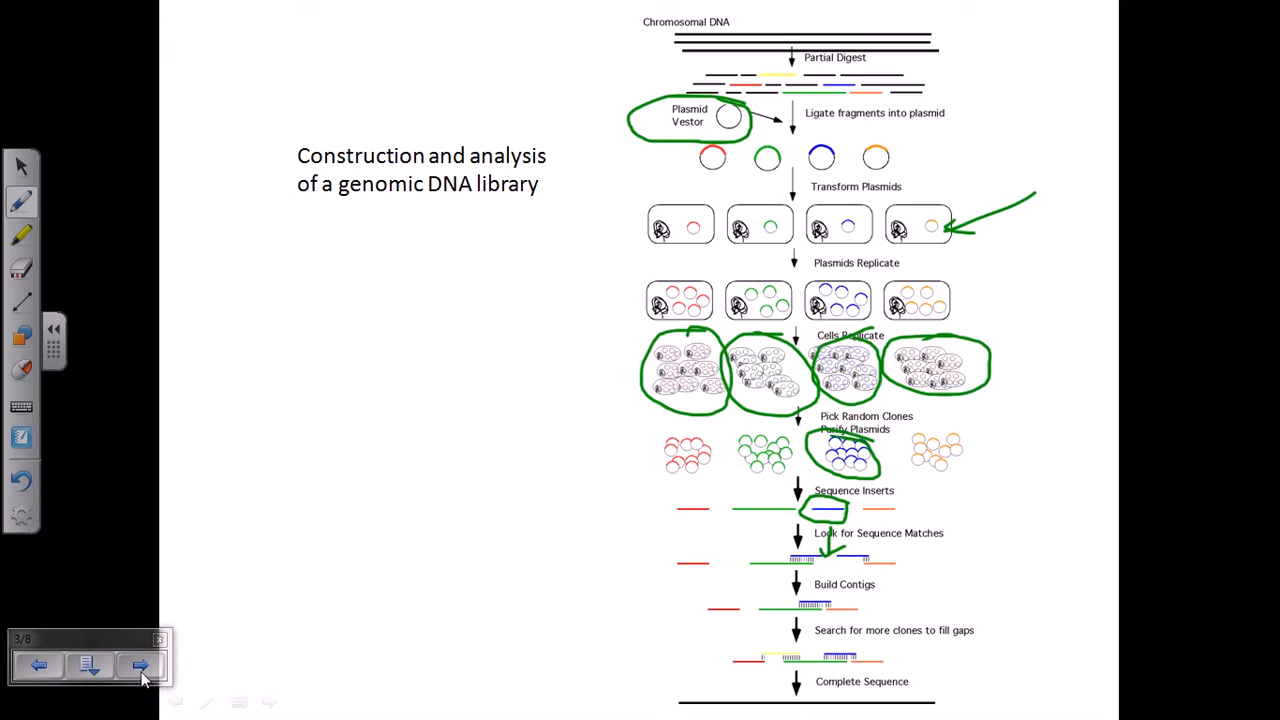 Chromosomal DNA
Partial Digest
Plasmid
Vestor
Ligate fragments into plasmid
Construction and analysis
of a genomic DNA library
Transform Plasmids
Plasmids Replicate
Cells Replicate
Pick Random Clones
Purify Plasmids
Sequence Inserts
Look for Sequence Matches
Build Contigs
Search for more clones to fill gaps
Complete Sequence
3/8